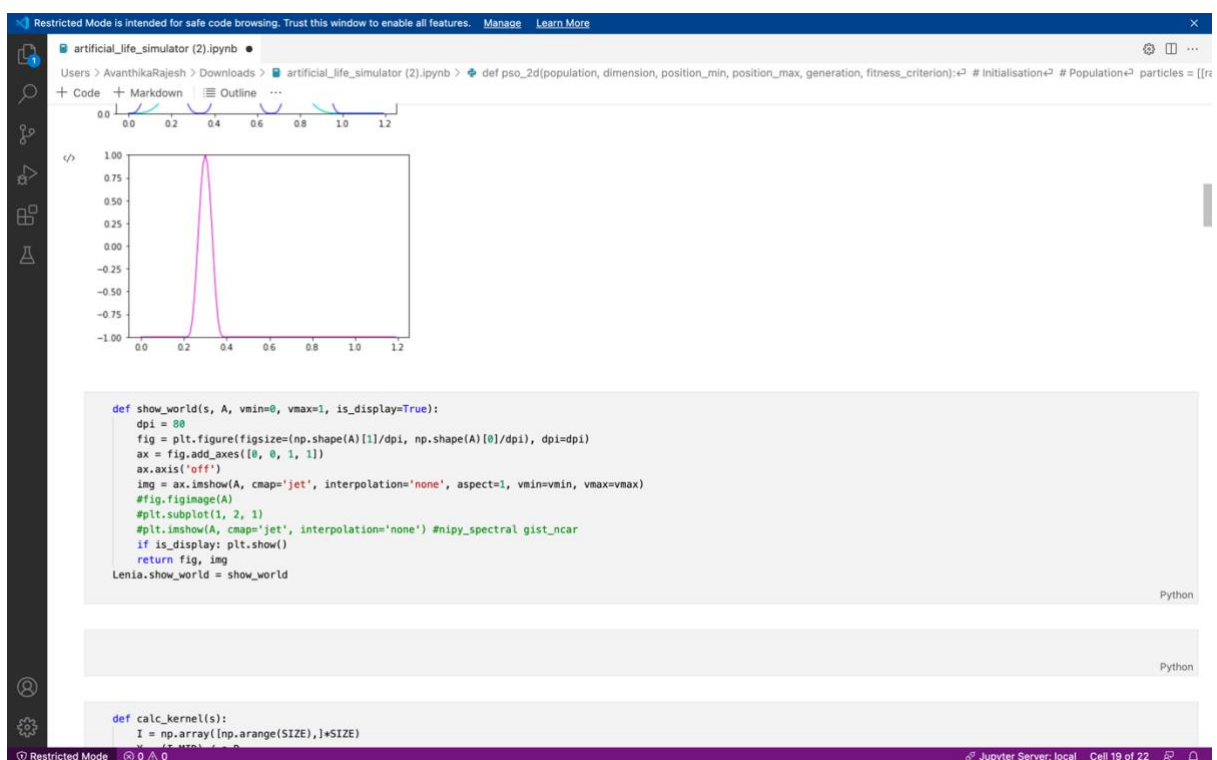 Restricted Mode is intended for safe code browsing. Trust this window to enable all features. Manage Learn More
artificial_life_simulator (2).ipynb
Users > AvanthikaRajesh > Downloads > artificial_life_simulator (2).ipynb > def pso_2d(population, dimension, position_min, position_max, generation, fitness_criterion): # Initialisation # Population particles = [[ra
+ Code + Markdown Outline ...
0.0
0.0 0.2 0.4 0.6 0.8 1.0 1.2
1.00
0.75
0.50
0.25
0.00
−0.25
−0.50
−0.75
−1.00
0.0 0.2 0.4 0.6 0.8 1.0 1.2
def show_world(s, A, vmin=0, vmax=1, is_display=True):
dpi = 80
fig = plt.figure(figsize=(np.shape(A)[1]/dpi, np.shape(A)[0]/dpi), dpi=dpi)
ax = fig.add_axes([0, 0, 1, 1])
ax.axis('off')
img = ax.imshow(A, cmap='jet', interpolation='none', aspect=1, vmin=vmin, vmax=vmax)
#fig.figimage(A)
#plt.subplot(1, 2, 1)
#plt.imshow(A, cmap='jet', interpolation='none') #nipy_spectral gist_ncar
if is_display: plt.show()
return fig, img
Lenia.show_world = show_world
Python
Python
def calc_kernel(s):
I = np.array([np.arange(SIZE),]*SIZE)
Restricted Mode 0 0 Jupyter Server: local Cell 19 of 22